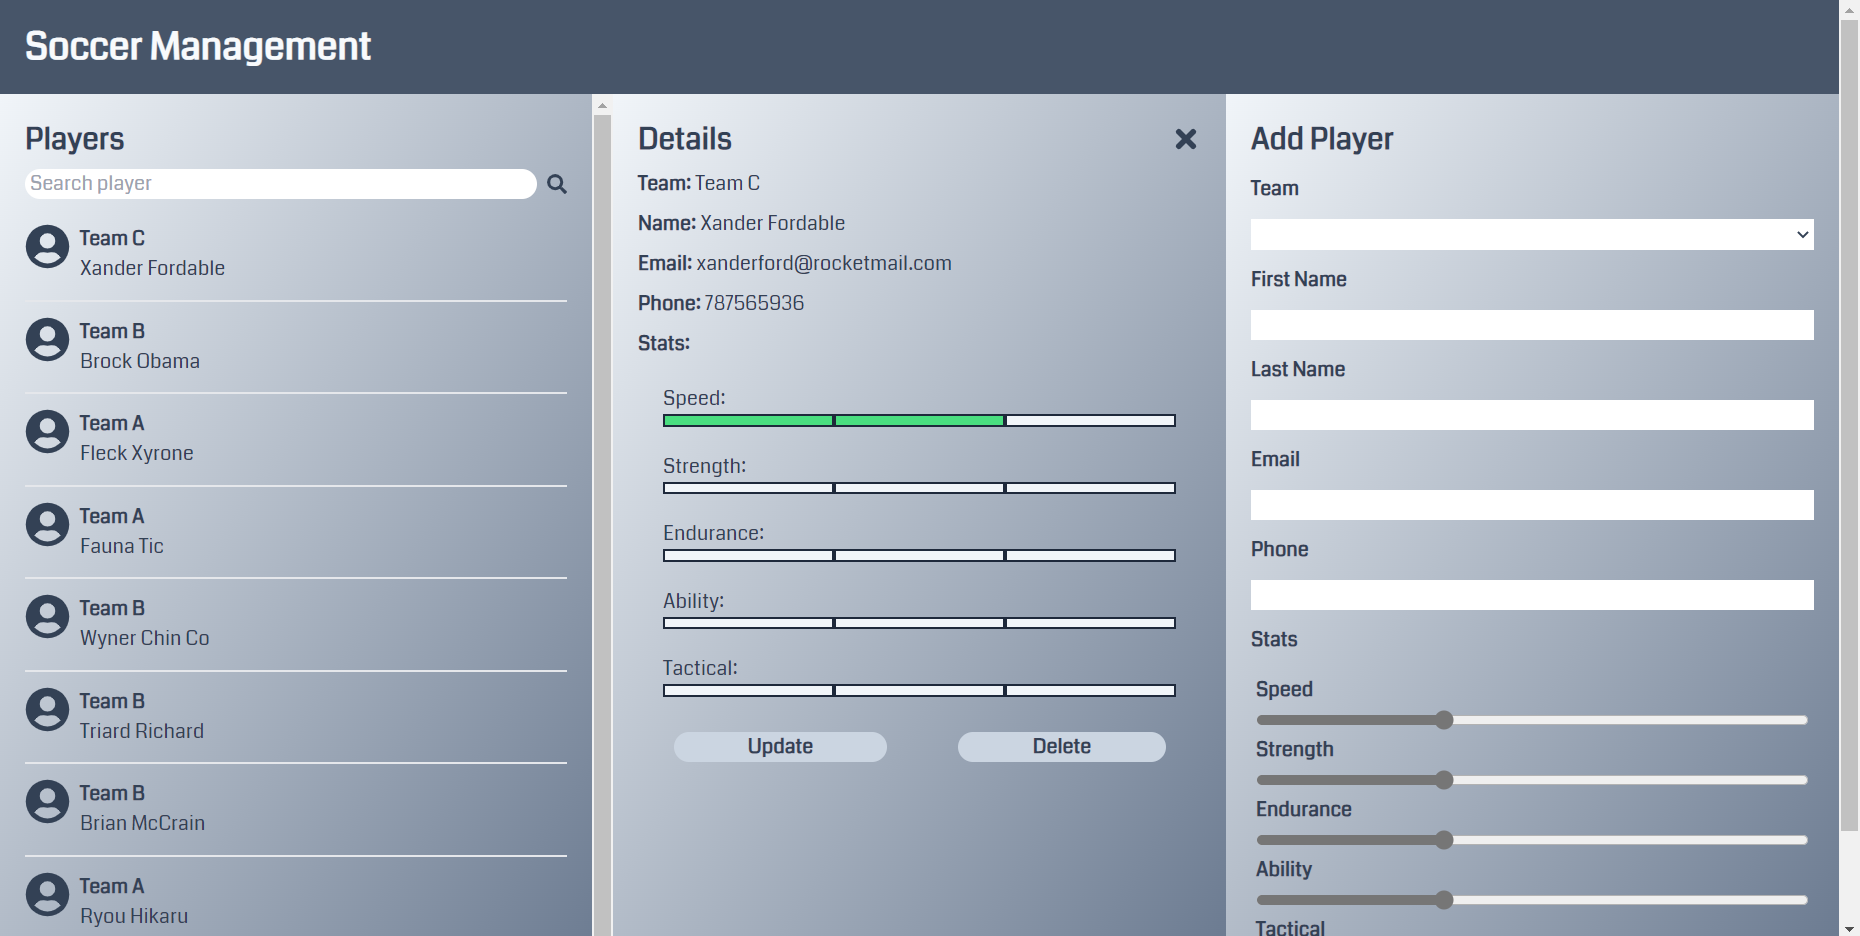 Soccer Management
Players
Search player
Team C
Xander Fordable
Team B
Brock Obama
Team A
Fleck Xyrone
Team A
Fauna Tic
Team B
Wyner Chin Co
Team B
Triard Richard
Team B
Brian McCrain
Team A
Ryou Hikaru
Details
Team: Team C
Name: Xander Fordable
Email: xanderford@rocketmail.com
Phone: 787565936
Stats:
Speed:
Strength:
Endurance:
Ability:
Tactical:
Update
Delete
Add Player
Team
First Name
Last Name
Email
Phone
Stats
Speed
Strength
Endurance
Ability
Tactical